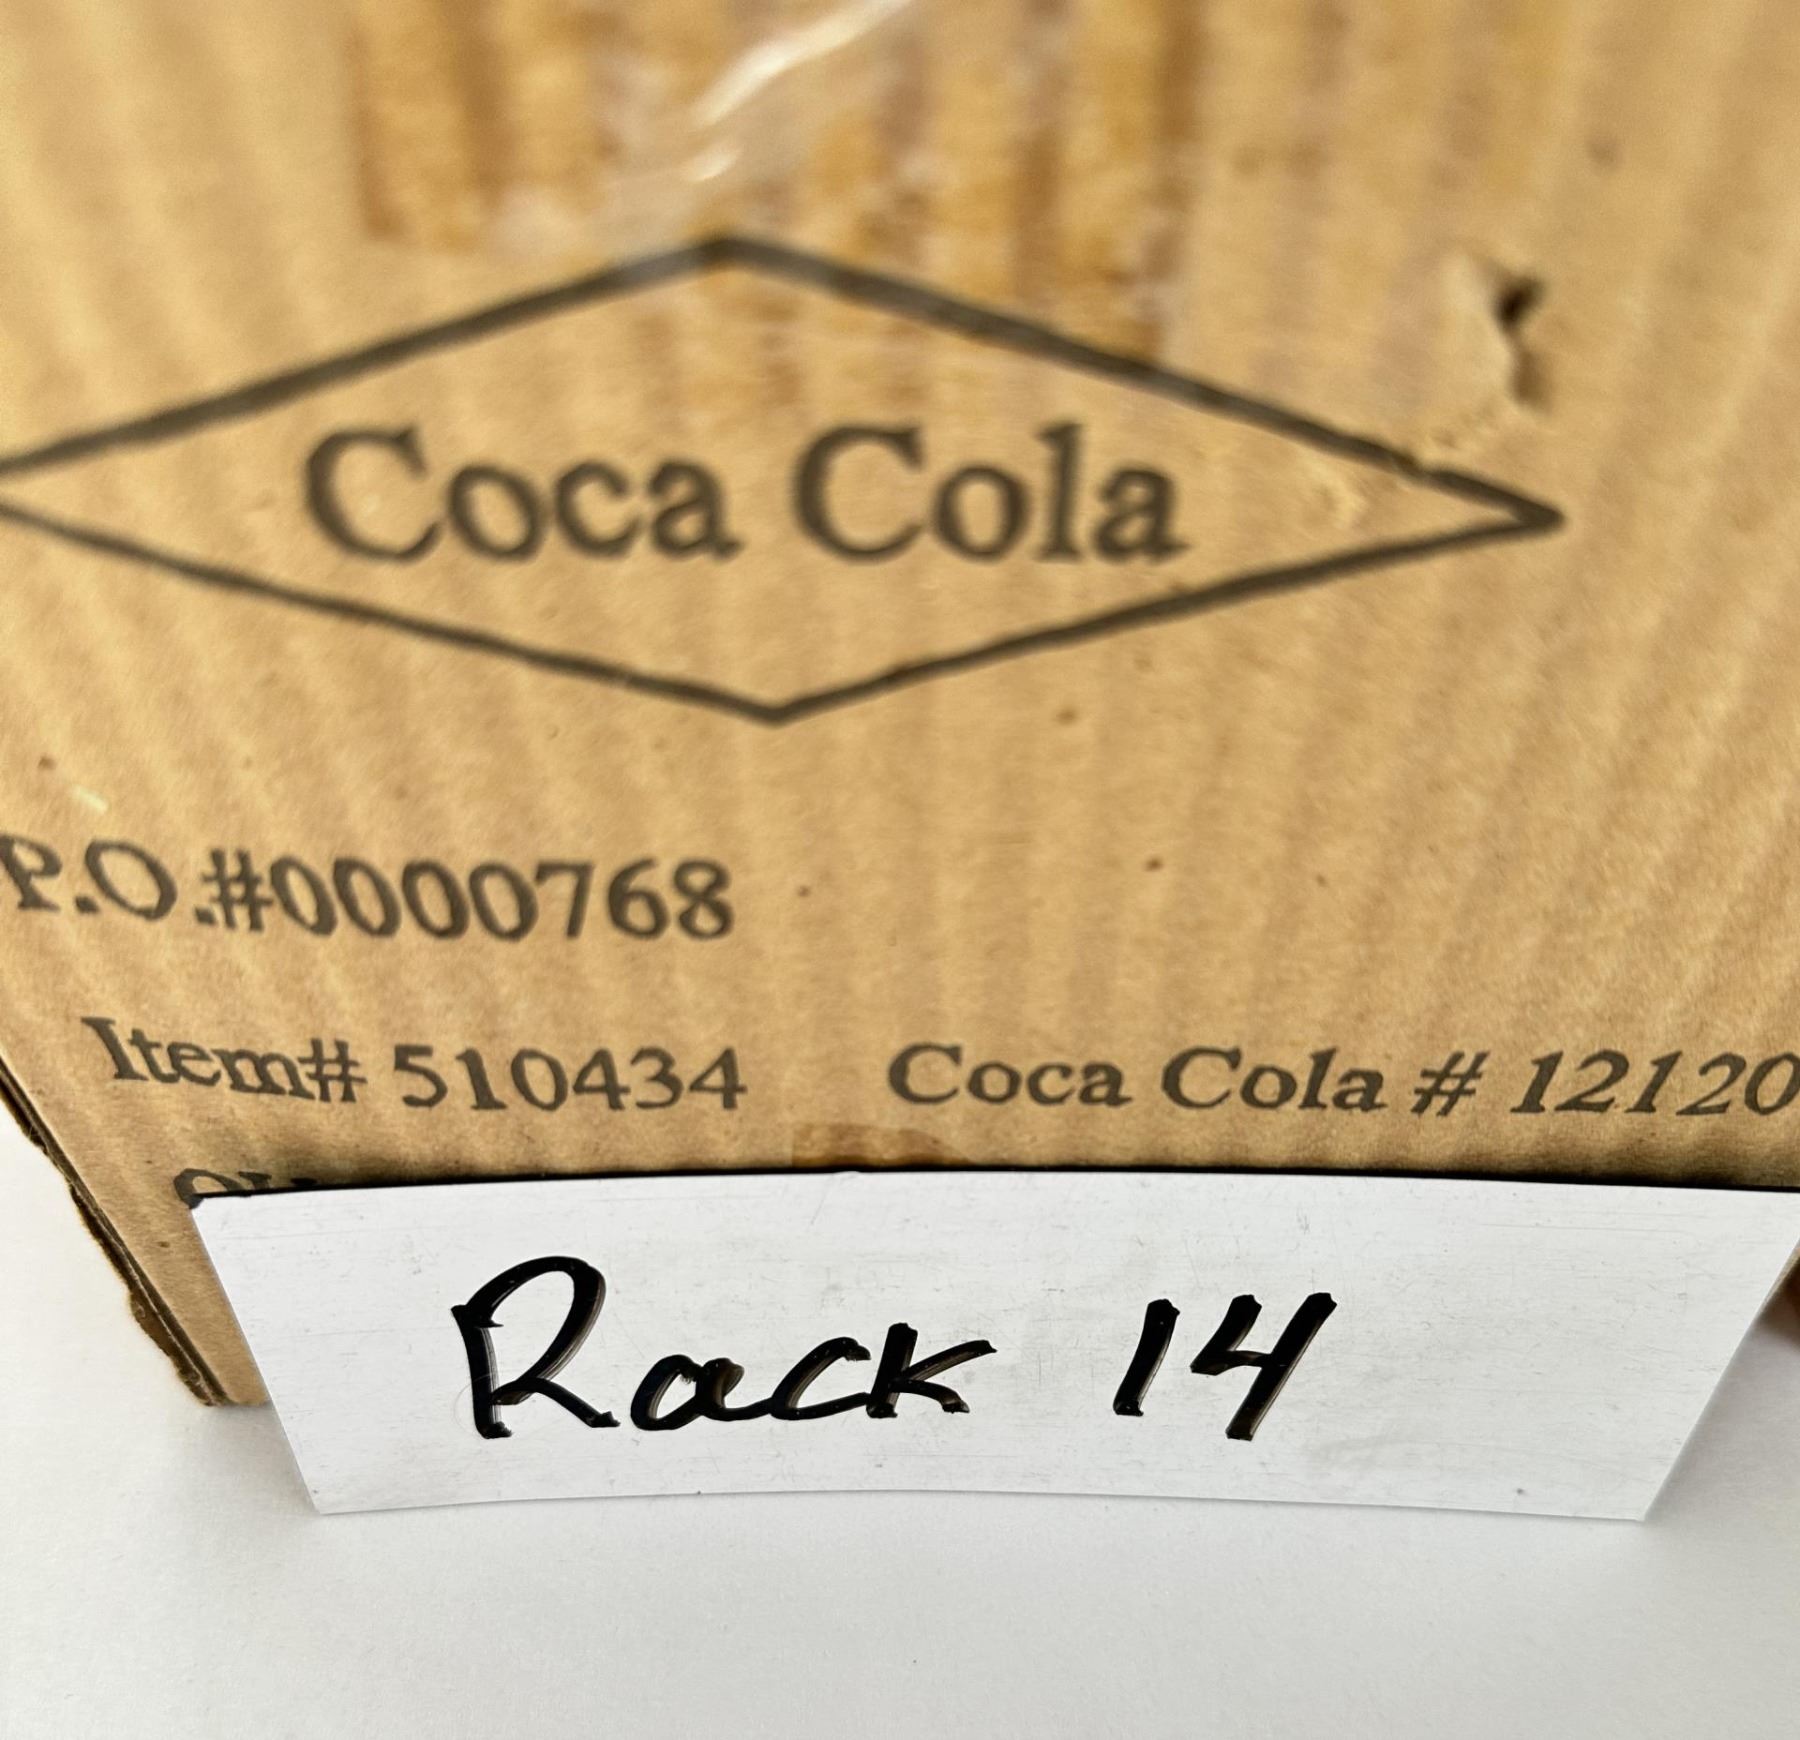 Coca Cola
P.O.#0000768
Item# 510434 Coca Cola # 12120
Rack 14